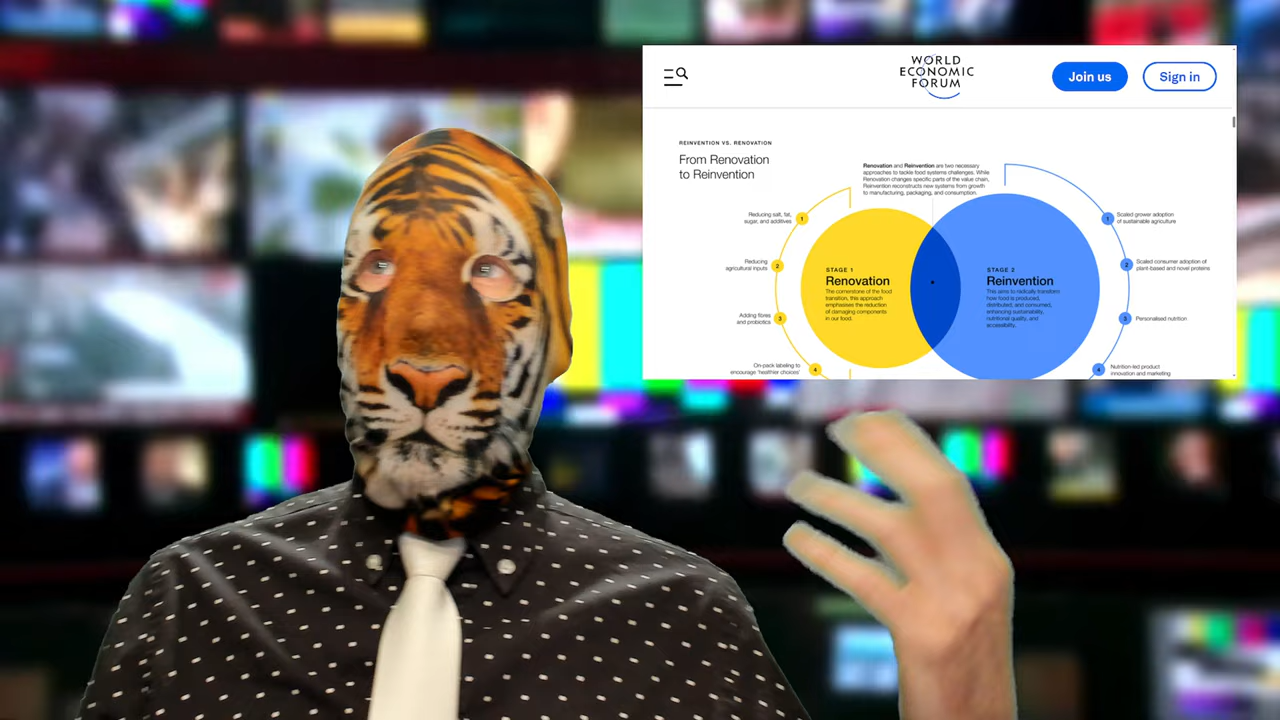 WORLD
ECONOMIC
FORUM
Join us
Sign in
REINVENTION VS. RENOVATION
From Renovation
to Reinvention
Renovation and Reinvention are two necessary
approaches to tackle food systems challenges. While
Renovation changes specific parts of the value chain,
Reinvention reconstructs new systems from growth
to manufacturing, packaging, and consumption.
Reducing salt, fat,
sugar, and additives
1
Reducing
agricultural inputs
2
Adding fibres
and probiotics
3
On-pack labeling to
encourage 'healthier choices'
4
STAGE 1
Renovation
The cornerstone of the food
transition, this approach
emphasises the reduction
of damaging components
in our food.
STAGE 2
Reinvention
This aims to radically transform
how food is produced,
distributed, and consumed,
enhancing sustainability,
nutritional quality, and
accessibility.
1
Scaled grower adoption
of sustainable agriculture
2
Scaled consumer adoption of
plant-based and novel proteins
3
Personalised nutrition
4
Nutrition-led product
innovation and marketing